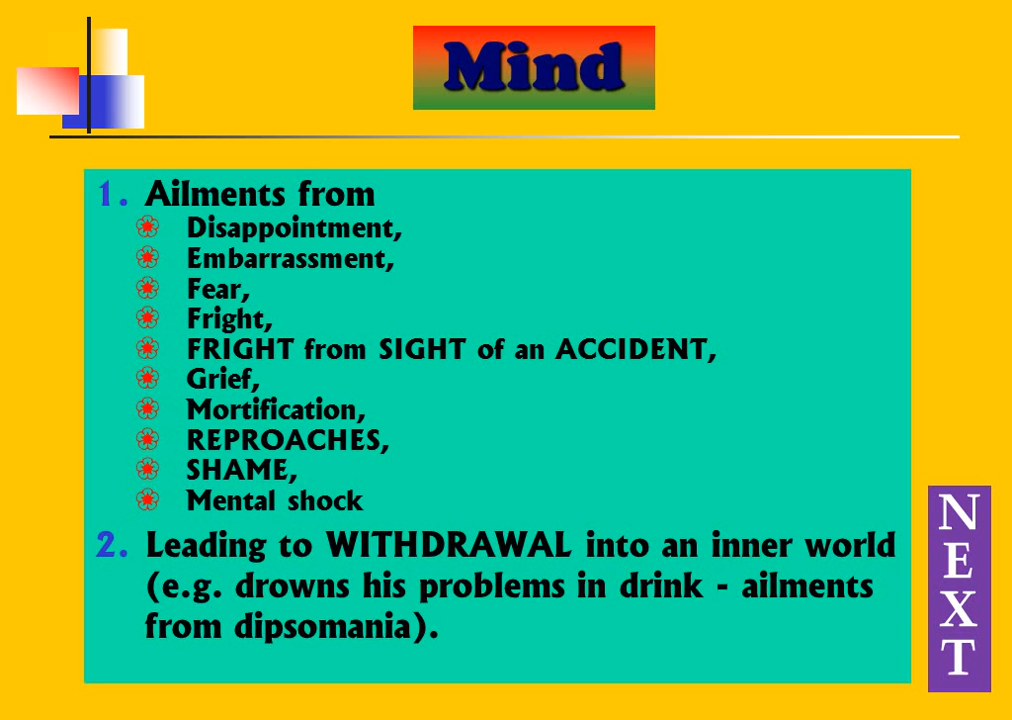 Mind
1. Ailments from
Disappointment,
Embarrassment,
Fear,
Fright,
FRIGHT from SIGHT of an ACCIDENT,
Grief,
Mortification,
REPROACHES,
SHAME,
Mental shock
2. Leading to WITHDRAWAL into an inner world
(e.g. drowns his problems in drink - ailments
from dipsomania).
NEXT